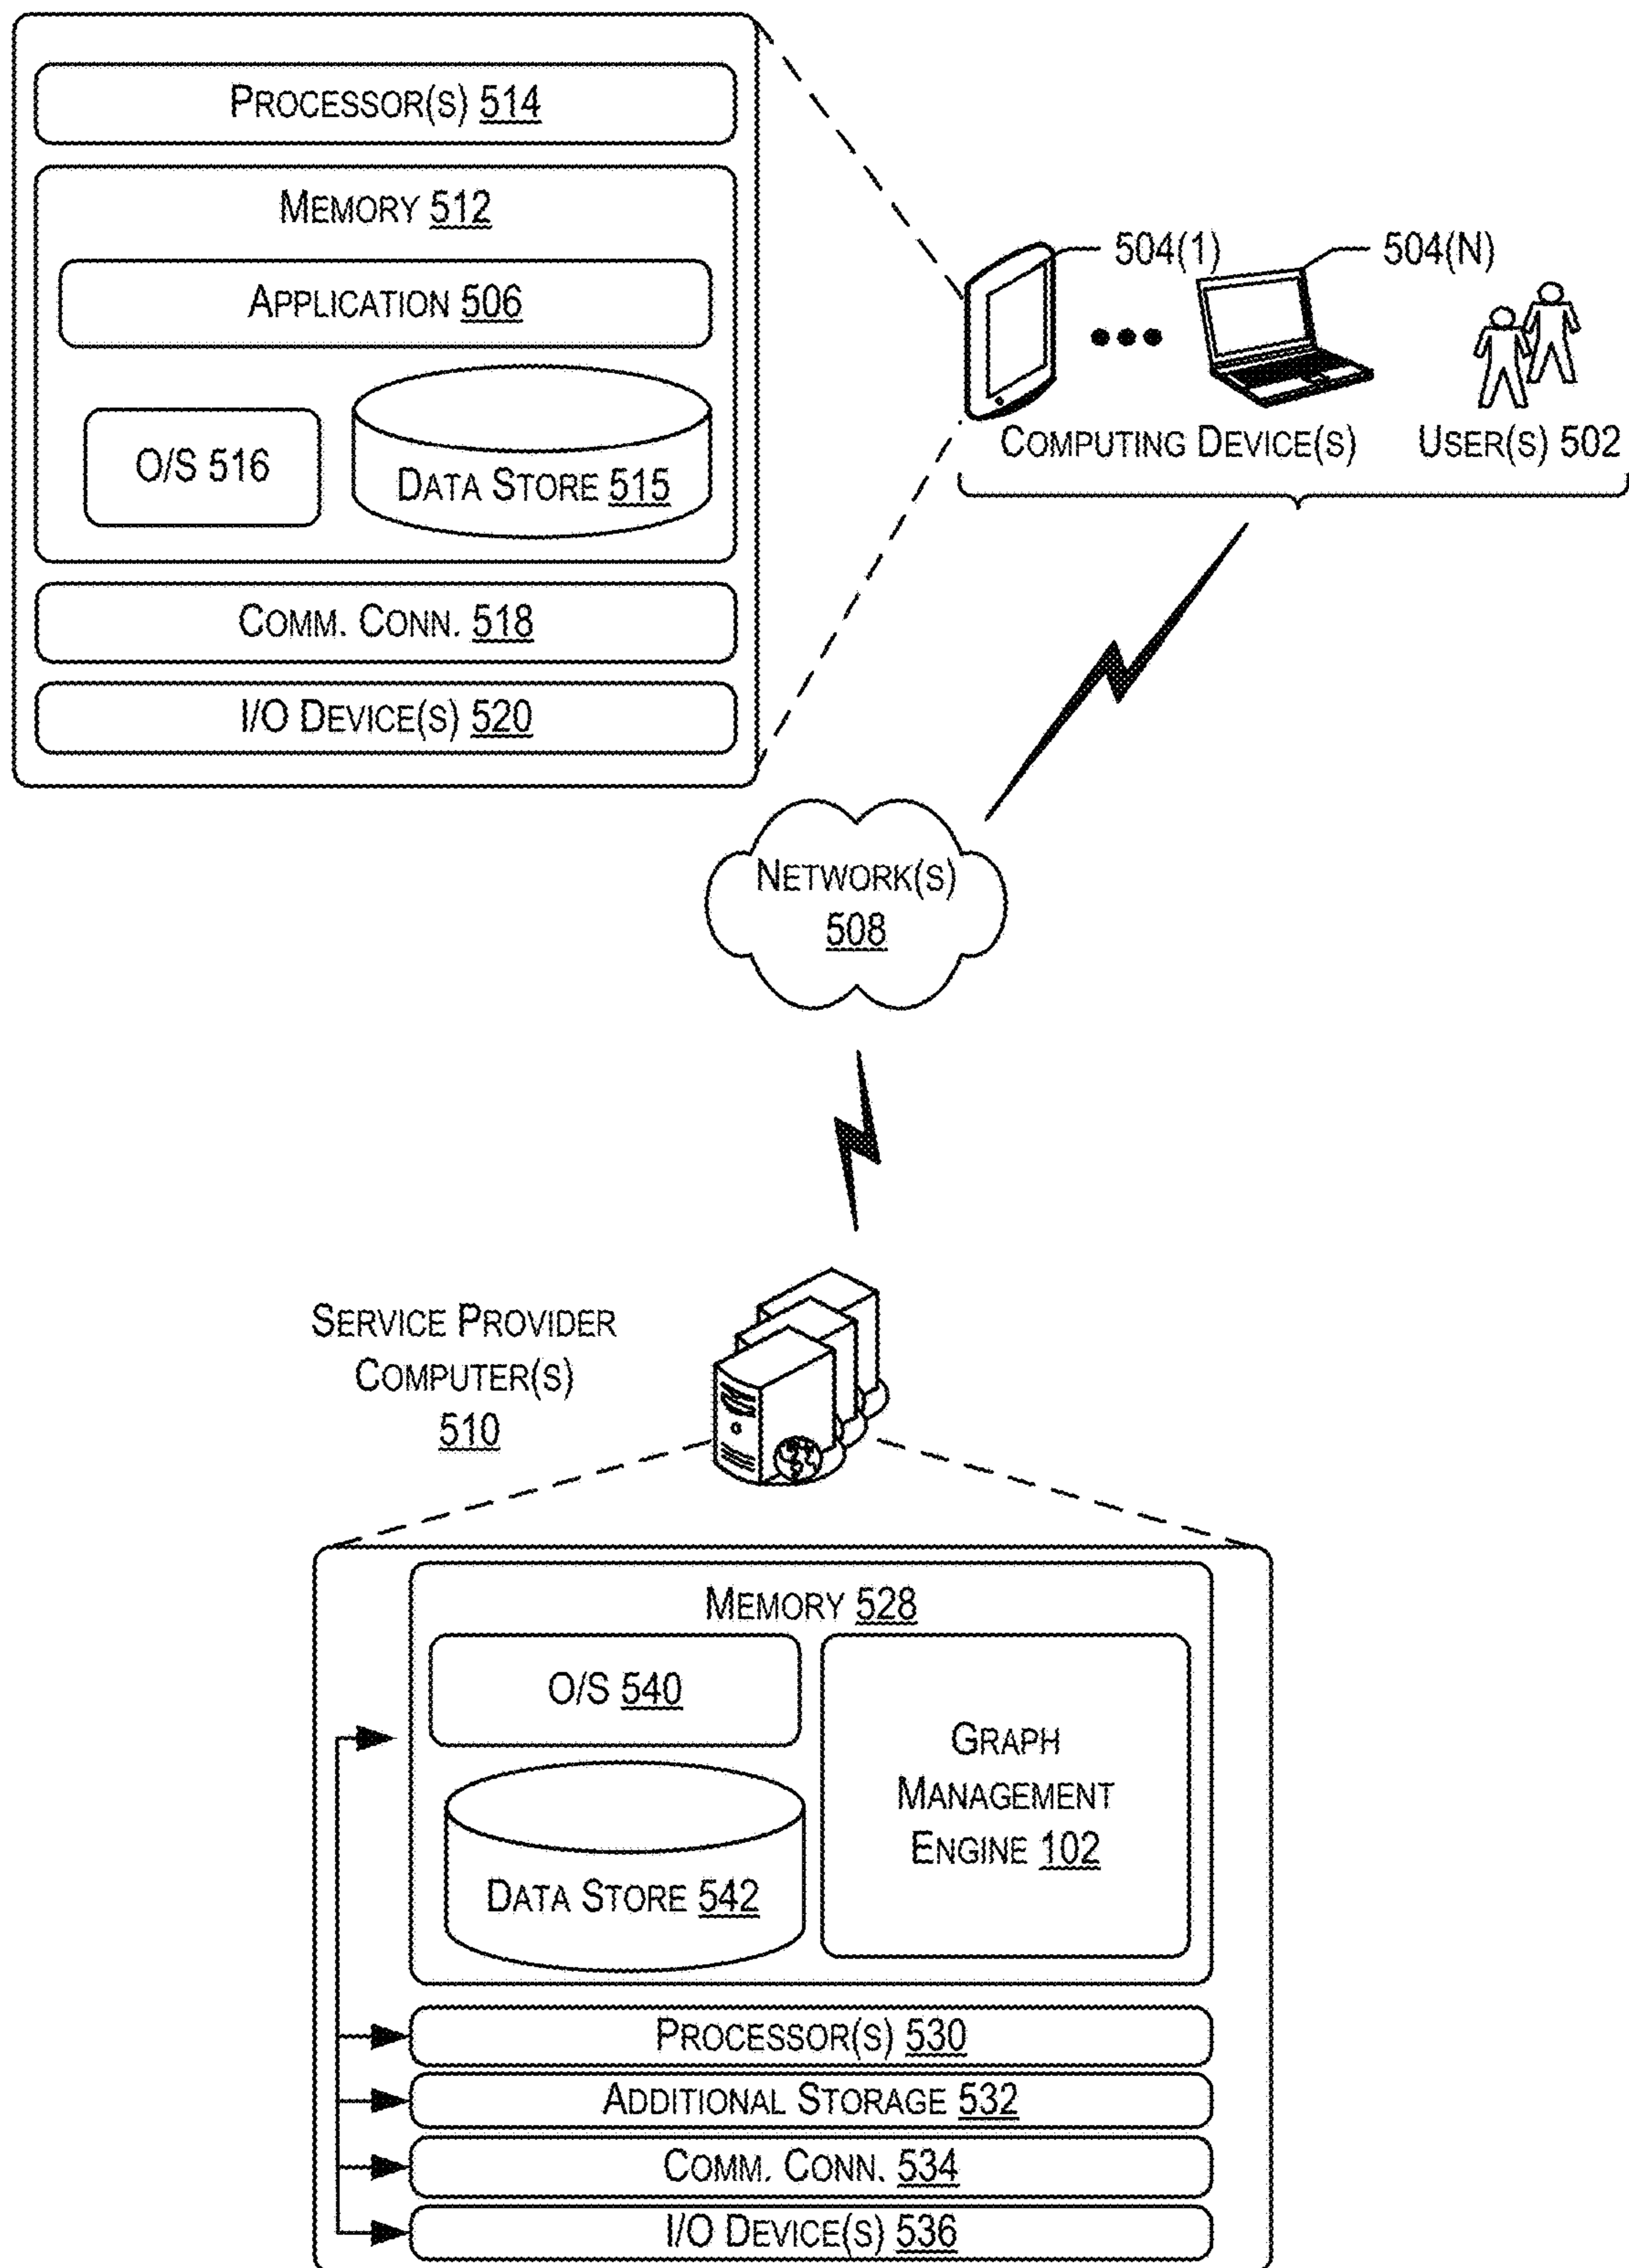 PROCESSOR(S) 514
MEMORY 512
APPLICATION 506
O/S 516
DATA STORE 515
COMM. CONN. 518
I/O DEVICE(S) 520
504(1)
504(N)
COMPUTING DEVICE(S)
USER(S) 502
NETWORK(S)
508
SERVICE PROVIDER
COMPUTER(S)
510
MEMORY 528
O/S 540
DATA STORE 542
GRAPH
MANAGEMENT
ENGINE 102
PROCESSOR(S) 530
ADDITIONAL STORAGE 532
COMM. CONN. 534
I/O DEVICE(S) 536